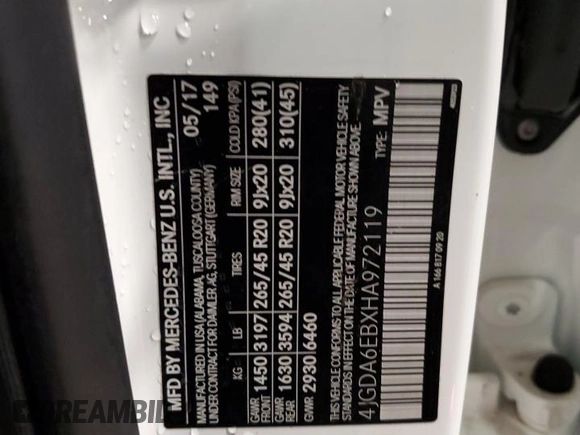 MFD BY MERCEDES-BENZ U.S. INTL., INC
MANUFACTURED IN USA (ALABAMA, TUSCALOOSA COUNTY)
UNDER CONTRACT FOR DAIMLER AG, STUTTGART (GERMANY)
05/17
149
KG LB TIRES RIM SIZE COLD KPA(PSI)
GAWR FRONT 1450 3197 265/45 R20 9Jx20 280(41)
GAWR REAR 1630 3594 265/45 R20 9Jx20 310(45)
GVWR 2930 6460
THIS VEHICLE CONFORMS TO ALL APPLICABLE FEDERAL MOTOR VEHICLE SAFETY
STANDARDS IN EFFECT ON THE DATE OF MANUFACTURE SHOWN ABOVE.
4JGDA6EBXHA972119 TYPE: MPV
A 166 817 09 20
DREAMBID